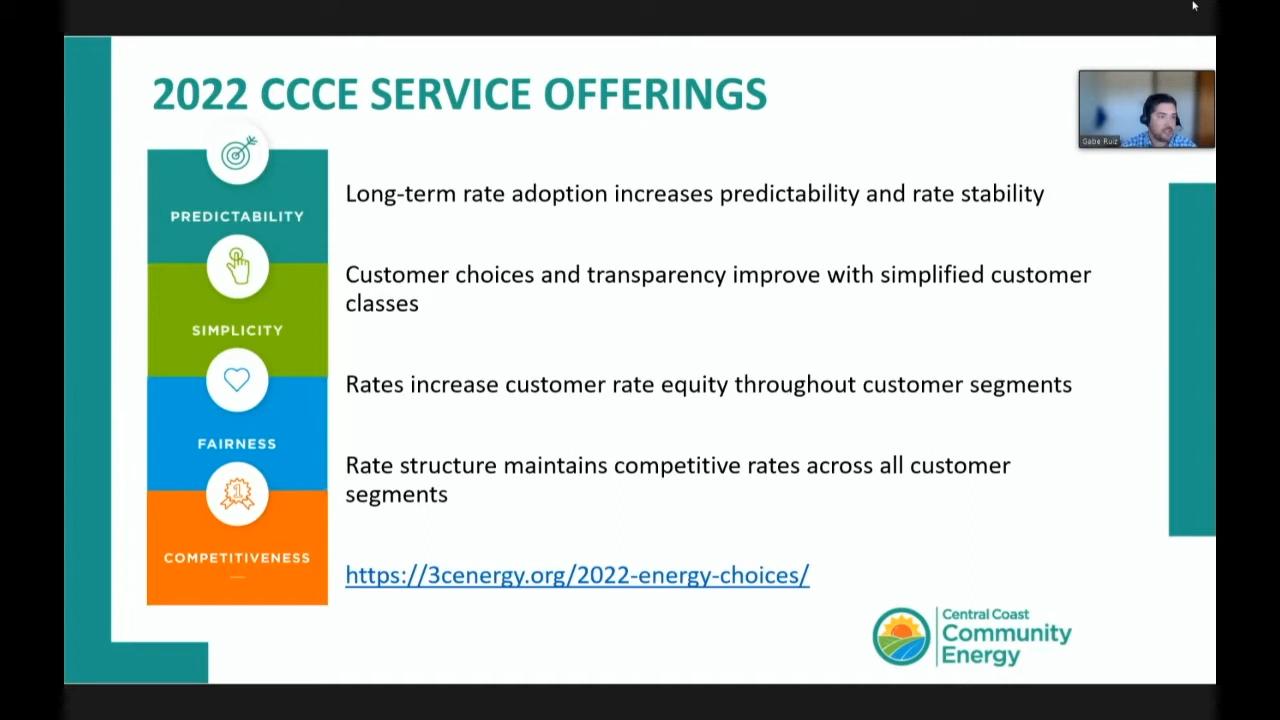 2022 CCCE SERVICE OFFERINGS
Gabe Ruiz
PREDICTABILITY
Long-term rate adoption increases predictability and rate stability
SIMPLICITY
Customer choices and transparency improve with simplified customer
classes
FAIRNESS
Rates increase customer rate equity throughout customer segments
COMPETITIVENESS
Rate structure maintains competitive rates across all customer
segments
https://3cenergy.org/2022-energy-choices/
1
Central Coast
Community
Energy